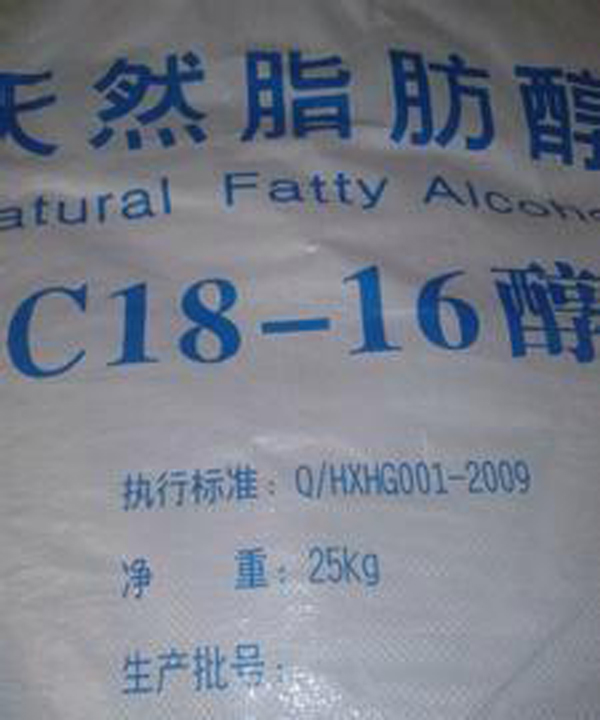 天然脂肪醇
atural Fatty Alcoho
C18-16醇
执行标准：Q/HXHG001-2009
净 重：25Kg
生产批号：